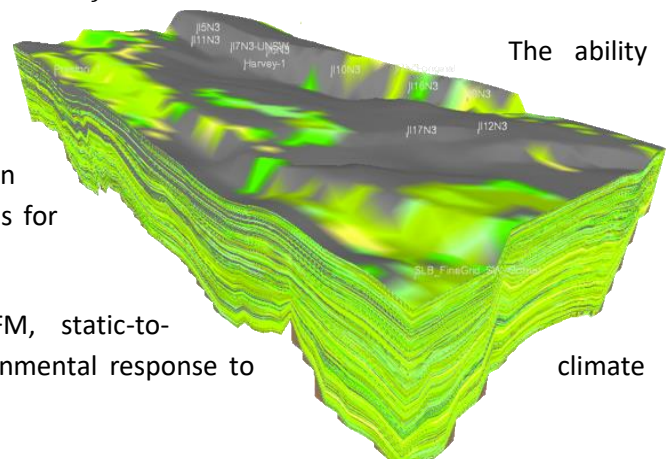 The ability
JI5N3
JI11N3
JI7N3-UNSW
Harvey-1
JI10N3
JI16N3
JI17N3
JI12N3
n
s for
FM, static-to-
nmental response to climate